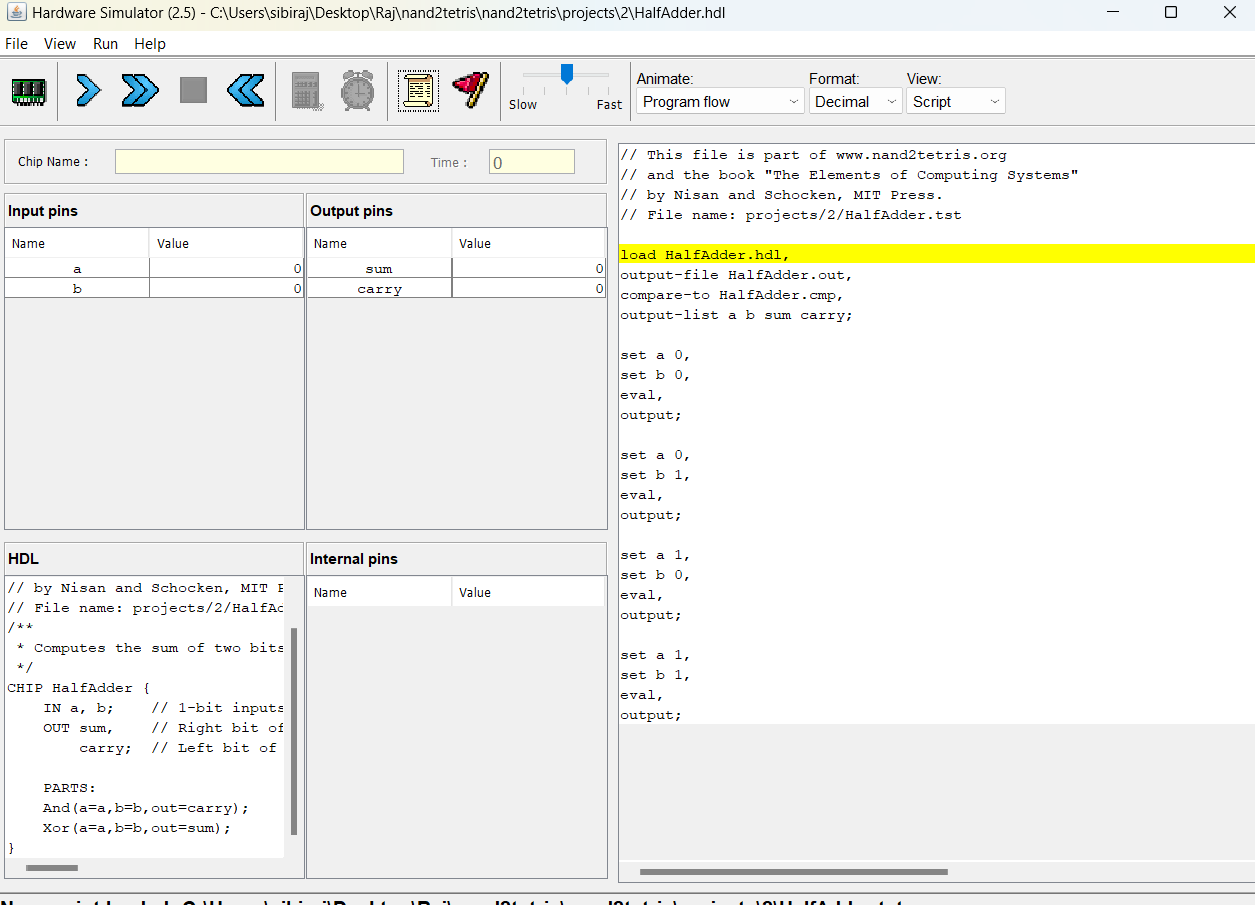 Hardware Simulator (2.5) - C:\Users\sibiraj\Desktop\Raj\nand2tetris\nand2tetris\projects\2\HalfAdder.hdl
File View Run Help
Slow Fast
Animate: Format: View:
Program flow Decimal Script
Chip Name : Time : 0
Input pins
Name Value
a 0
b 0
Output pins
Name Value
sum 0
carry 0
HDL
// by Nisan and Schocken, MIT
// File name: projects/2/HalfAd
/**
 * Computes the sum of two bits
 */
CHIP HalfAdder {
    IN a, b;    // 1-bit inputs
    OUT sum,    // Right bit of
        carry;  // Left bit of

    PARTS:
    And(a=a,b=b,out=carry);
    Xor(a=a,b=b,out=sum);
}
Internal pins
Name Value
// This file is part of www.nand2tetris.org
// and the book "The Elements of Computing Systems"
// by Nisan and Schocken, MIT Press.
// File name: projects/2/HalfAdder.tst

load HalfAdder.hdl,
output-file HalfAdder.out,
compare-to HalfAdder.cmp,
output-list a b sum carry;

set a 0,
set b 0,
eval,
output;

set a 0,
set b 1,
eval,
output;

set a 1,
set b 0,
eval,
output;

set a 1,
set b 1,
eval,
output;